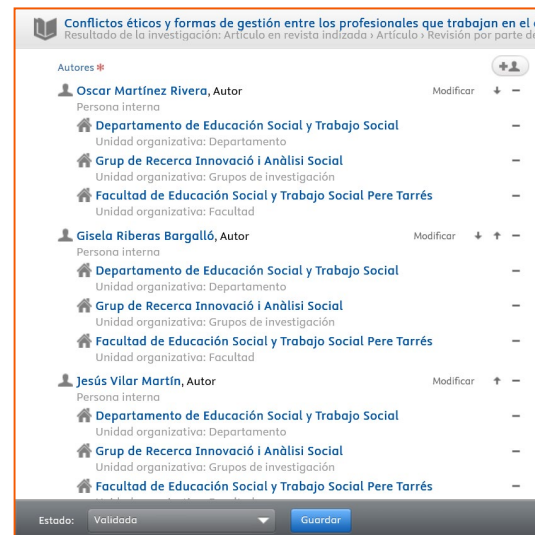 Conflictos éticos y formas de gestión entre los profesionales que trabajan en el
Resultado de la investigación: Artículo en revista indizada › Artículo › Revisión por parte de
Autores *
Oscar Martínez Rivera, Autor Modificar
Persona interna
Departamento de Educación Social y Trabajo Social
Unidad organizativa: Departamento
Grup de Recerca Innovació i Anàlisi Social
Unidad organizativa: Grupos de investigación
Facultad de Educación Social y Trabajo Social Pere Tarrés
Unidad organizativa: Facultad
Gisela Riberas Bargalló, Autor Modificar
Persona interna
Departamento de Educación Social y Trabajo Social
Unidad organizativa: Departamento
Grup de Recerca Innovació i Anàlisi Social
Unidad organizativa: Grupos de investigación
Facultad de Educación Social y Trabajo Social Pere Tarrés
Unidad organizativa: Facultad
Jesús Vilar Martín, Autor Modificar
Persona interna
Departamento de Educación Social y Trabajo Social
Unidad organizativa: Departamento
Grup de Recerca Innovació i Anàlisi Social
Unidad organizativa: Grupos de investigación
Facultad de Educación Social y Trabajo Social Pere Tarrés
Estado: Validada Guardar